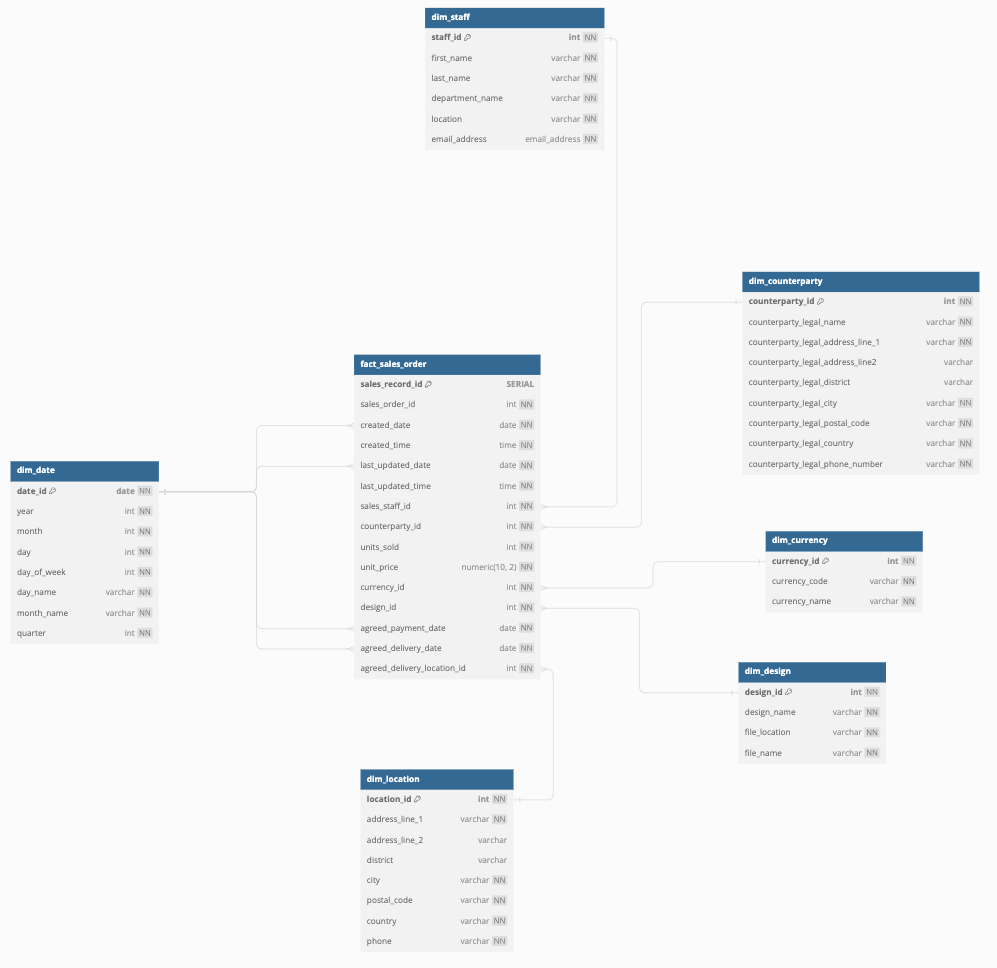 dim_staff
staff_id int NN
first_name varchar NN
last_name varchar NN
department_name varchar NN
location varchar NN
email_address email_address NN
dim_counterparty
counterparty_id int NN
counterparty_legal_name varchar NN
counterparty_legal_address_line_1 varchar NN
counterparty_legal_address_line2 varchar
counterparty_legal_district varchar
counterparty_legal_city varchar NN
counterparty_legal_postal_code varchar NN
counterparty_legal_country varchar NN
counterparty_legal_phone_number varchar NN
fact_sales_order
sales_record_id SERIAL
sales_order_id int NN
created_date date NN
created_time time NN
last_updated_date date NN
last_updated_time time NN
sales_staff_id int NN
counterparty_id int NN
units_sold int NN
unit_price numeric(10, 2) NN
currency_id int NN
design_id int NN
agreed_payment_date date NN
agreed_delivery_date date NN
agreed_delivery_location_id int NN
dim_date
date_id date NN
year int NN
month int NN
day int NN
day_of_week int NN
day_name varchar NN
month_name varchar NN
quarter int NN
dim_currency
currency_id int NN
currency_code varchar NN
currency_name varchar NN
dim_design
design_id int NN
design_name varchar NN
file_location varchar NN
file_name varchar NN
dim_location
location_id int NN
address_line_1 varchar NN
address_line_2 varchar
district varchar
city varchar NN
postal_code varchar NN
country varchar NN
phone varchar NN